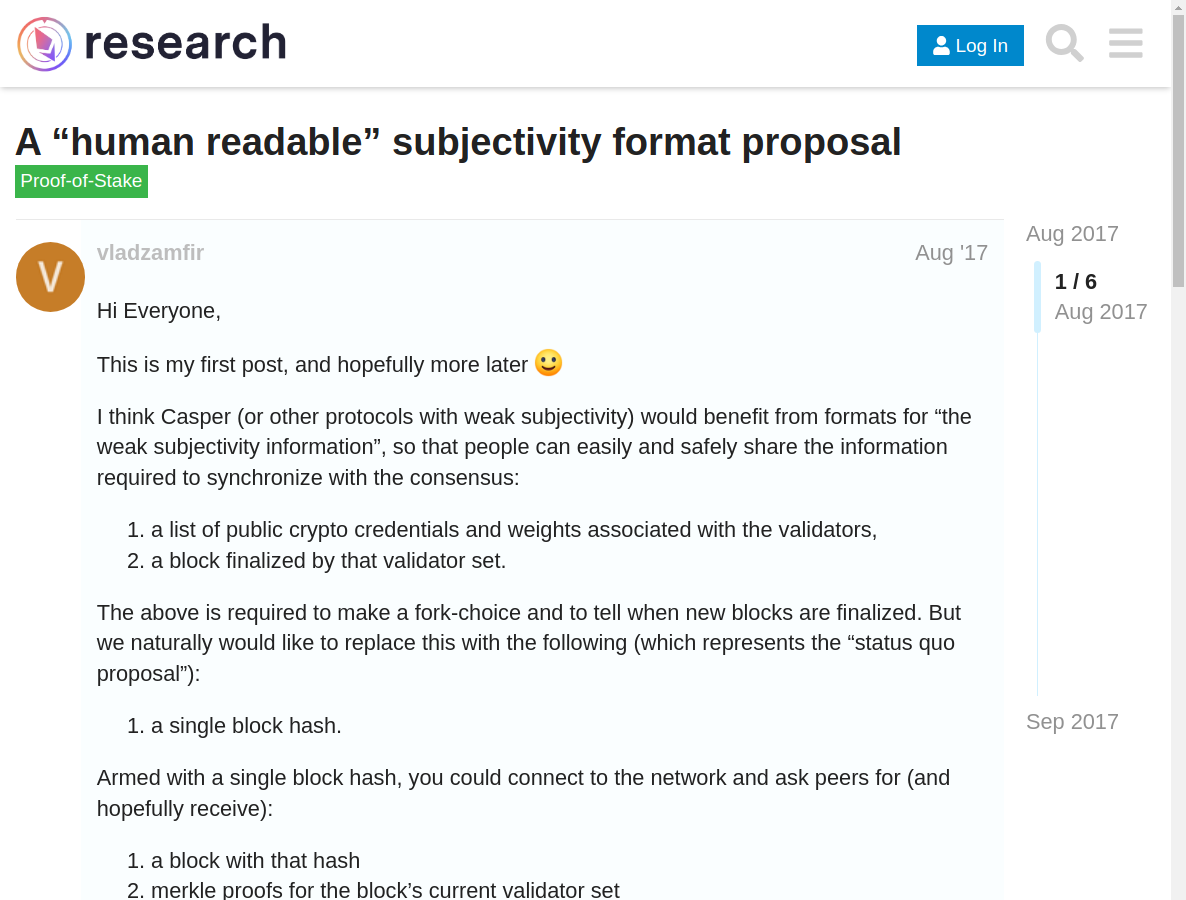 research
Log In
A “human readable” subjectivity format proposal
Proof-of-Stake
Aug 2017
V
vladzamfir
Aug '17
1 / 6
Aug 2017
Hi Everyone,
This is my first post, and hopefully more later 🙂
I think Casper (or other protocols with weak subjectivity) would benefit from formats for “the
weak subjectivity information”, so that people can easily and safely share the information
required to synchronize with the consensus:
1. a list of public crypto credentials and weights associated with the validators,
2. a block finalized by that validator set.
The above is required to make a fork-choice and to tell when new blocks are finalized. But
we naturally would like to replace this with the following (which represents the “status quo
proposal”):
1. a single block hash.
Sep 2017
Armed with a single block hash, you could connect to the network and ask peers for (and
hopefully receive):
1. a block with that hash
2. merkle proofs for the block’s current validator set